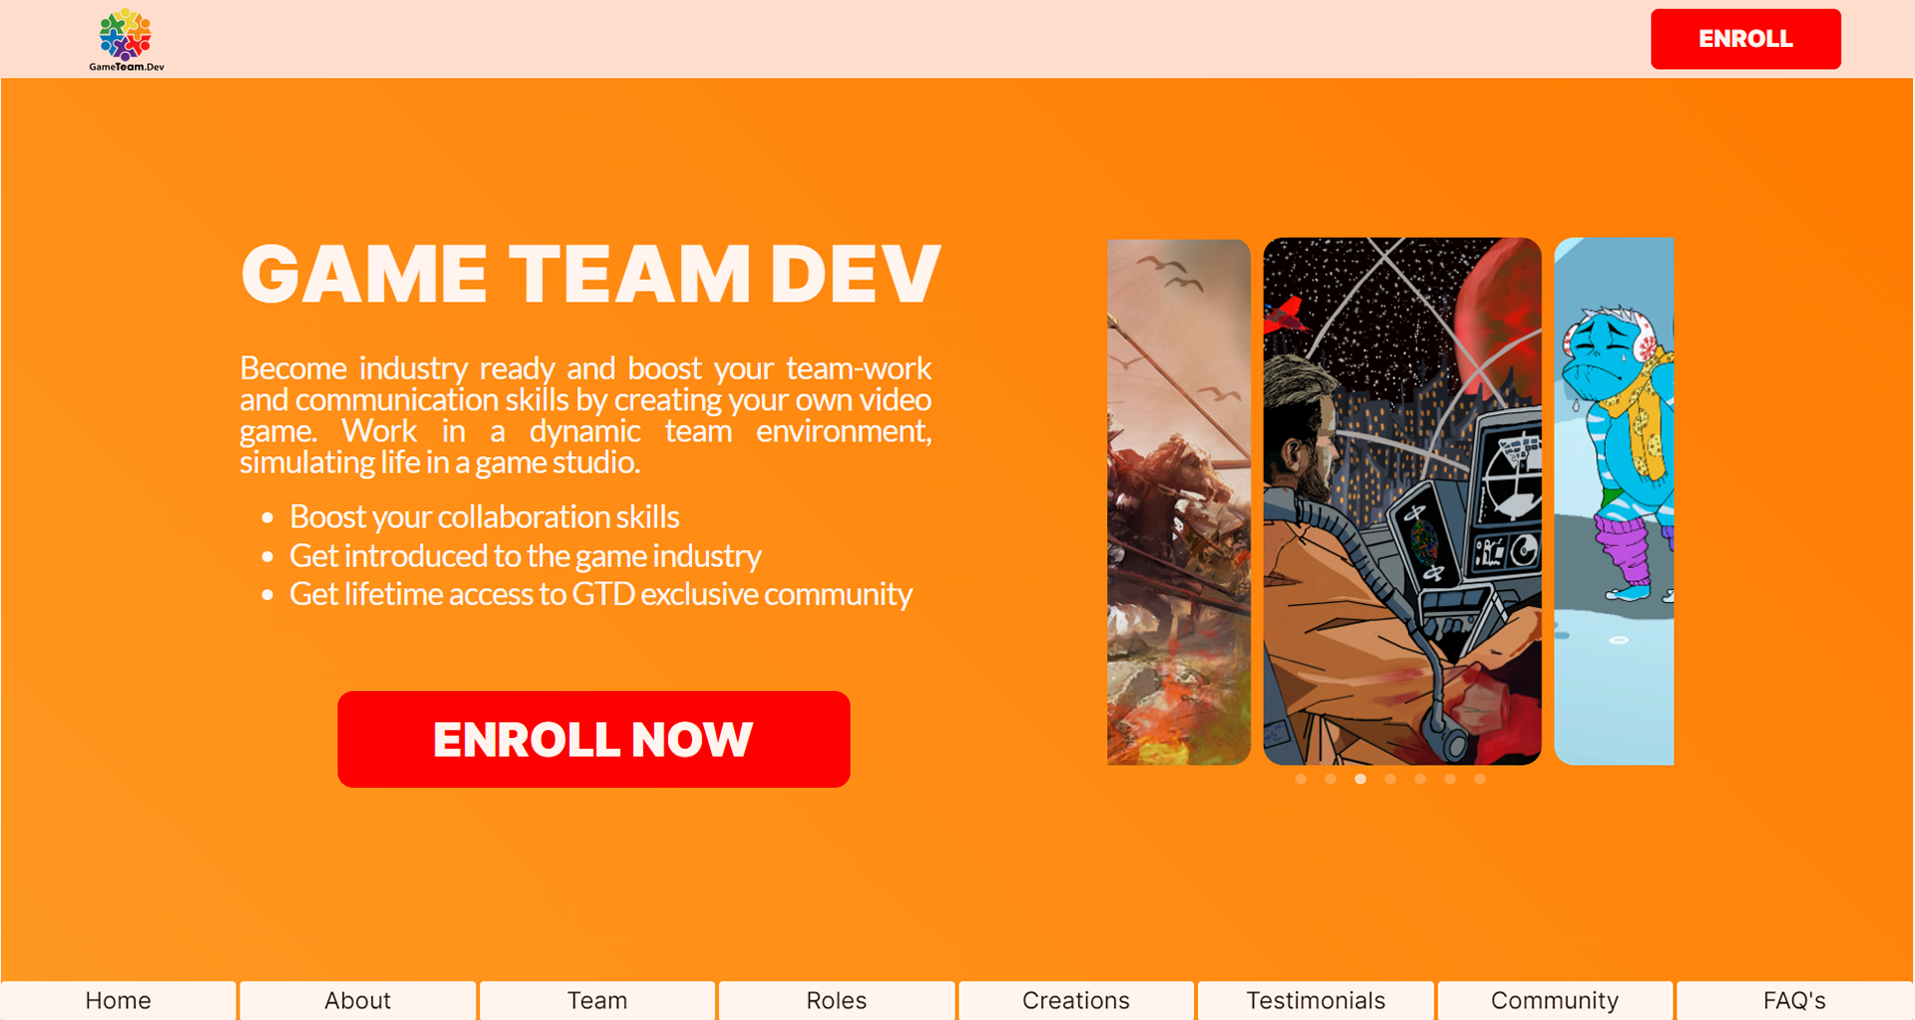 GameTeam.Dev
ENROLL
GAME TEAM DEV
Become industry ready and boost your team-work
and communication skills by creating your own video
game. Work in a dynamic team environment,
simulating life in a game studio.
• Boost your collaboration skills
• Get introduced to the game industry
• Get lifetime access to GTD exclusive community
ENROLL NOW
Home
About
Team
Roles
Creations
Testimonials
Community
FAQ's